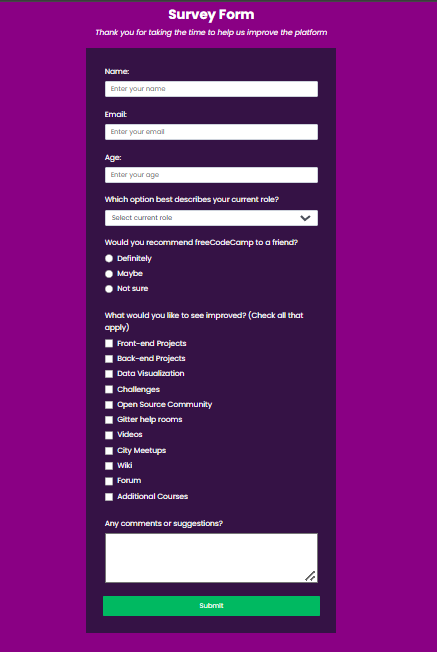 Survey Form
Thank you for taking the time to help us improve the platform
Name:
Enter your name
Email:
Enter your email
Age:
Enter your age
Which option best describes your current role?
Select current role
Would you recommend freeCodeCamp to a friend?
Definitely
Maybe
Not sure
What would you like to see improved? (Check all that
apply)
Front-end Projects
Back-end Projects
Data Visualization
Challenges
Open Source Community
Gitter help rooms
Videos
City Meetups
Wiki
Forum
Additional Courses
Any comments or suggestions?
Submit